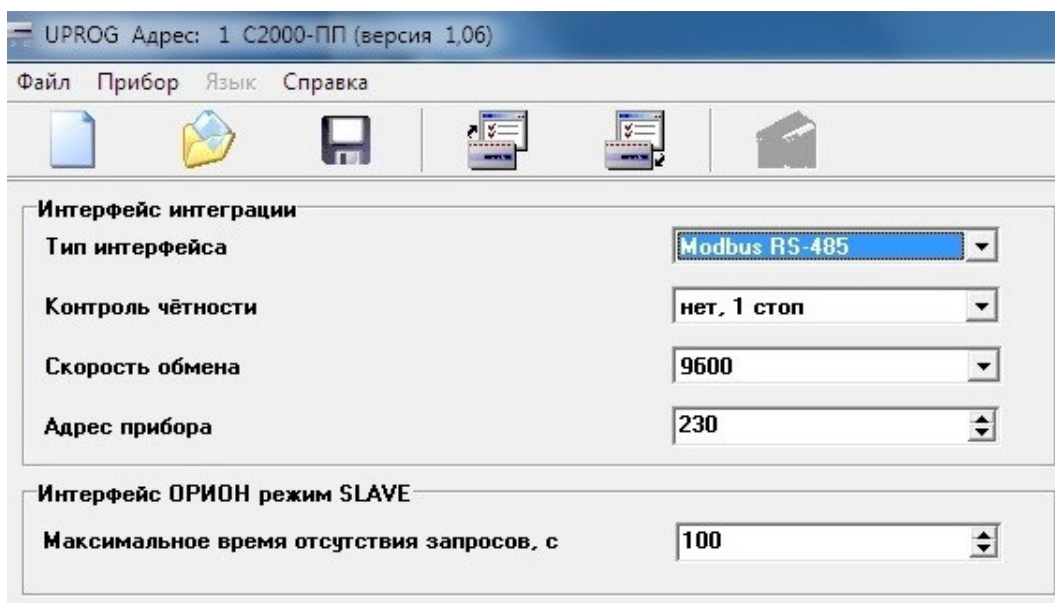 UPROG Адрес: 1 С2000-ПП (версия 1,06)
Файл Прибор Язык Справка
Интерфейс интеграции
Тип интерфейса Modbus RS-485
Контроль чётности нет, 1 стоп
Скорость обмена 9600
Адрес прибора 230
Интерфейс ОРИОН режим SLAVE
Максимальное время отсутствия запросов, с 100